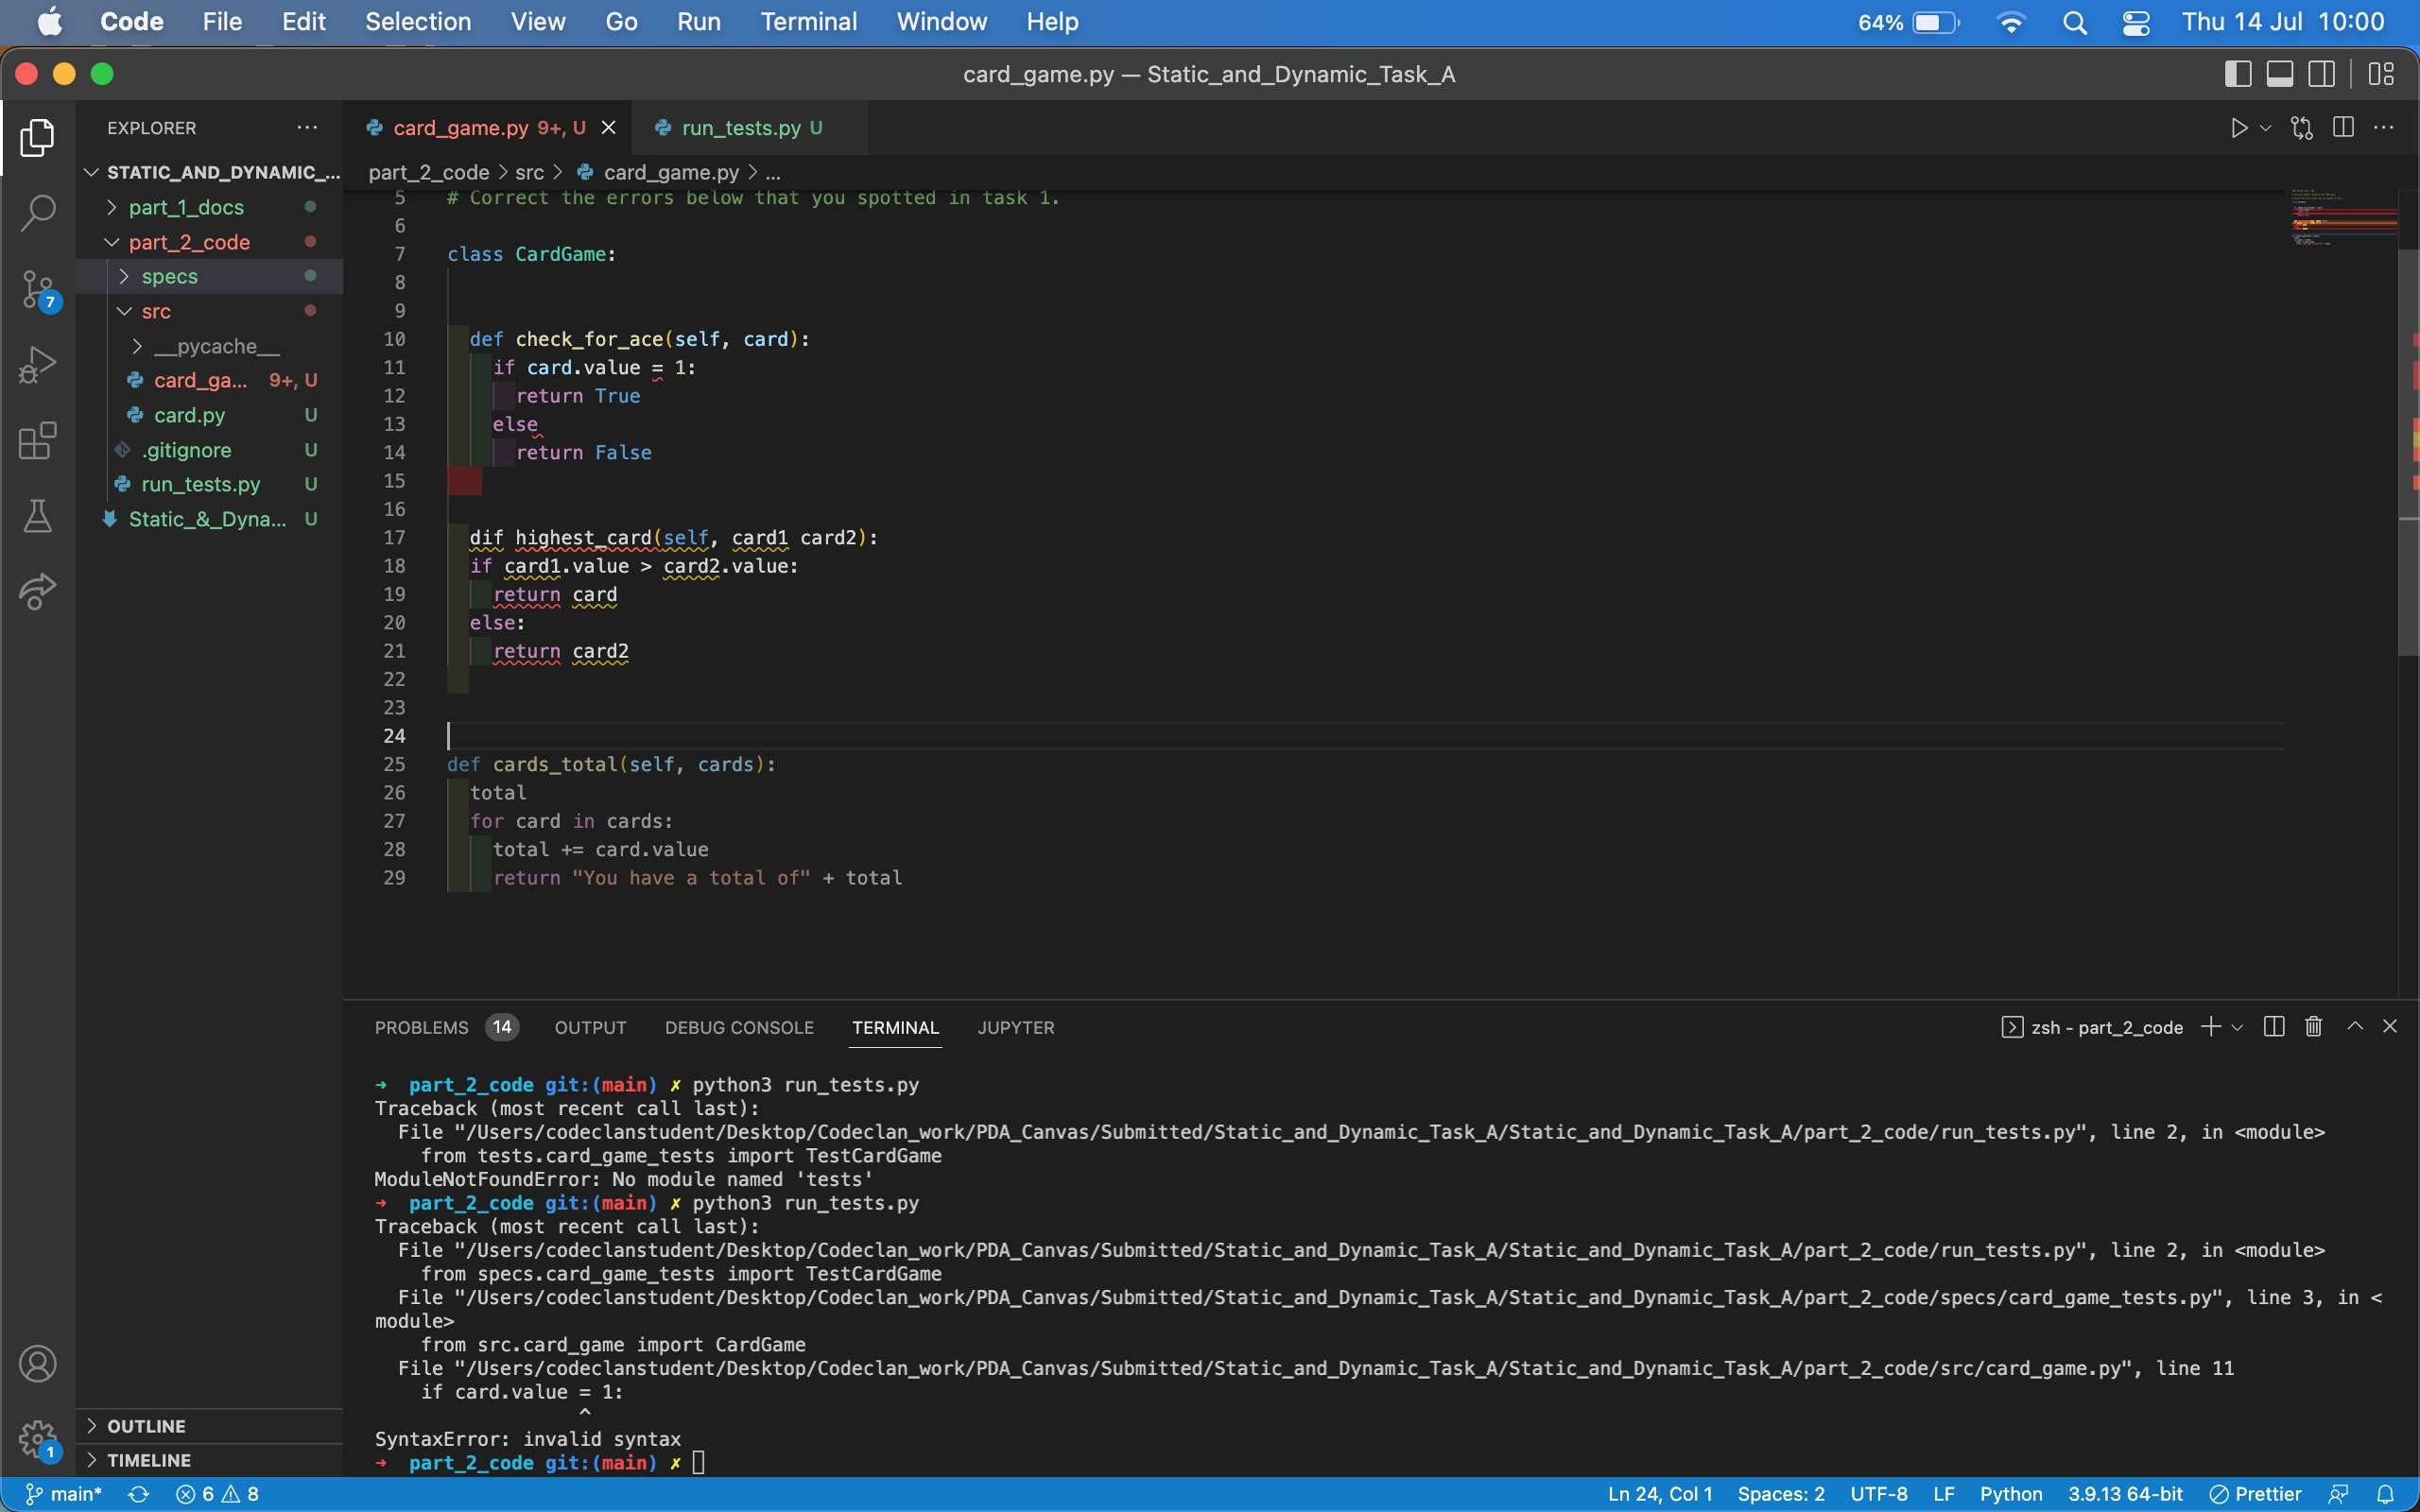 Code File Edit Selection View Go Run Terminal Window Help 64% Thu 14 Jul 10:00
card_game.py — Static_and_Dynamic_Task_A
EXPLORER
STATIC_AND_DYNAMIC_...
part_1_docs
part_2_code
specs
7
src
__pycache__
card_ga... 9+, U
card.py U
.gitignore U
run_tests.py U
Static_&_Dyna... U
OUTLINE
1
TIMELINE
card_game.py 9+, U
run_tests.py U
part_2_code > src > card_game.py > ...
5 # Correct the errors below that you spotted in task 1.
6
7 class CardGame:
8
9
10 def check_for_ace(self, card):
11 if card.value = 1:
12 return True
13 else
14 return False
15
16
17 dif highest_card(self, card1 card2):
18 if card1.value > card2.value:
19 return card
20 else:
21 return card2
22
23
24
25 def cards_total(self, cards):
26 total
27 for card in cards:
28 total += card.value
29 return "You have a total of" + total
PROBLEMS 14 OUTPUT DEBUG CONSOLE TERMINAL JUPYTER zsh - part_2_code
➜ part_2_code git:(main) ✗ python3 run_tests.py
Traceback (most recent call last):
File "/Users/codeclanstudent/Desktop/Codeclan_work/PDA_Canvas/Submitted/Static_and_Dynamic_Task_A/Static_and_Dynamic_Task_A/part_2_code/run_tests.py", line 2, in <module>
from tests.card_game_tests import TestCardGame
ModuleNotFoundError: No module named 'tests'
➜ part_2_code git:(main) ✗ python3 run_tests.py
Traceback (most recent call last):
File "/Users/codeclanstudent/Desktop/Codeclan_work/PDA_Canvas/Submitted/Static_and_Dynamic_Task_A/Static_and_Dynamic_Task_A/part_2_code/run_tests.py", line 2, in <module>
from specs.card_game_tests import TestCardGame
File "/Users/codeclanstudent/Desktop/Codeclan_work/PDA_Canvas/Submitted/Static_and_Dynamic_Task_A/Static_and_Dynamic_Task_A/part_2_code/specs/card_game_tests.py", line 3, in <
module>
from src.card_game import CardGame
File "/Users/codeclanstudent/Desktop/Codeclan_work/PDA_Canvas/Submitted/Static_and_Dynamic_Task_A/Static_and_Dynamic_Task_A/part_2_code/src/card_game.py", line 11
if card.value = 1:
^
SyntaxError: invalid syntax
➜ part_2_code git:(main) ✗
main* 6 8 Ln 24, Col 1 Spaces: 2 UTF-8 LF Python 3.9.13 64-bit Prettier